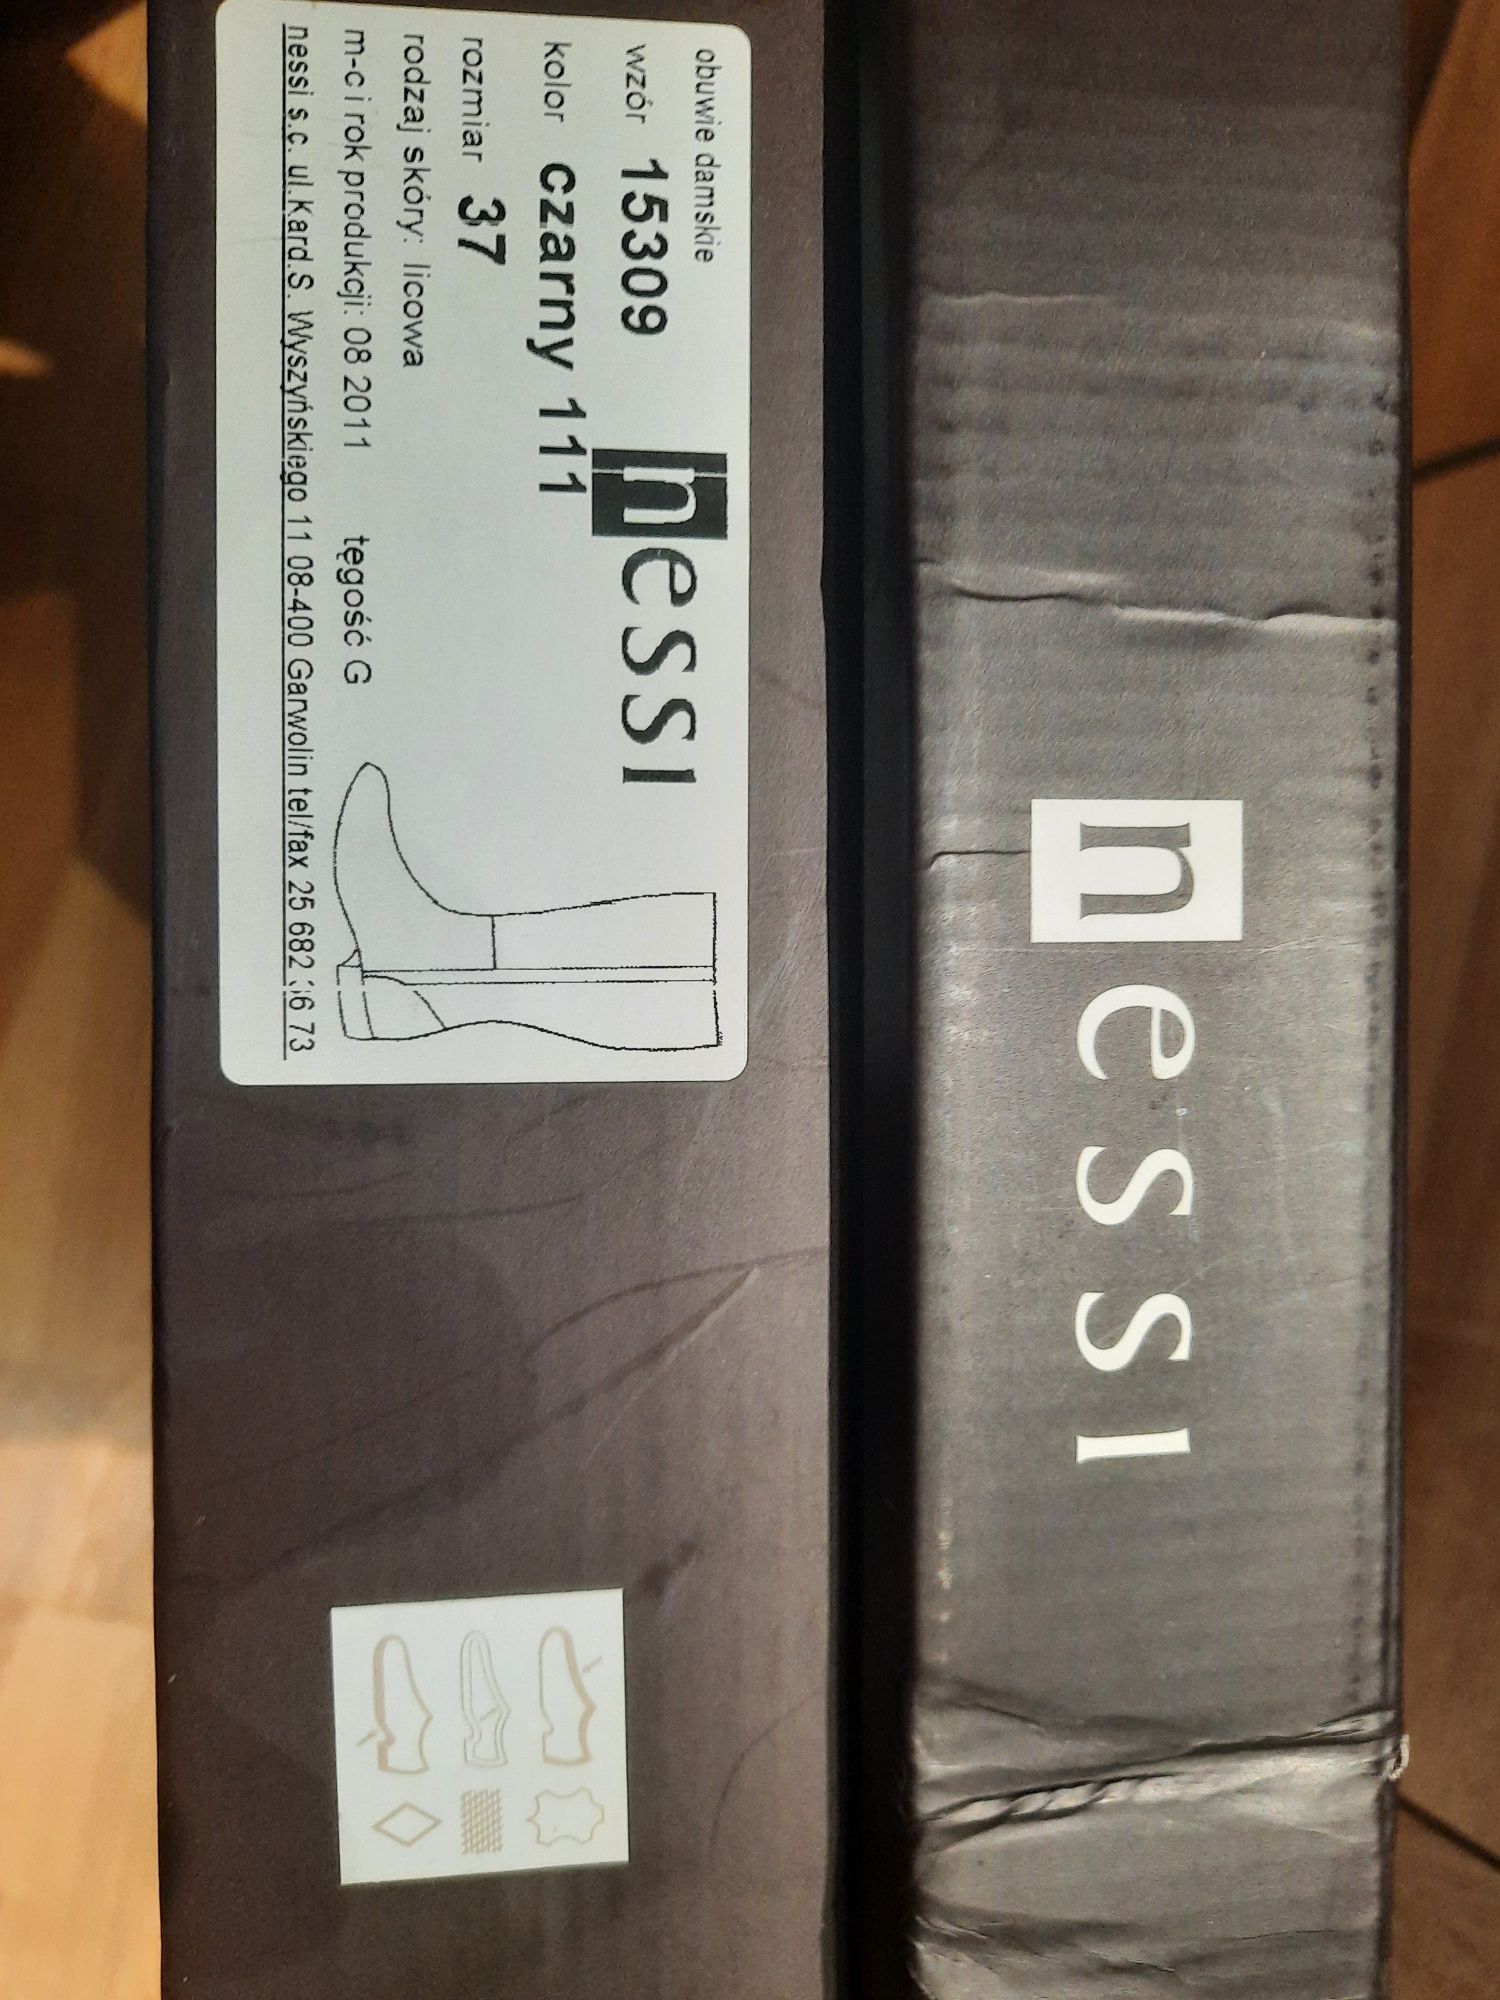 obuwie damskie
wzór 15309
nessi
kolor czarny 111
rozmiar 37
rodzaj skóry: licowa
m-c i rok produkcji: 08 2011 tęgość G
nessi s.c. ul.Kard.S. Wyszyńskiego 11 08-400 Garwolin tel/fax 25 682 73
nessi